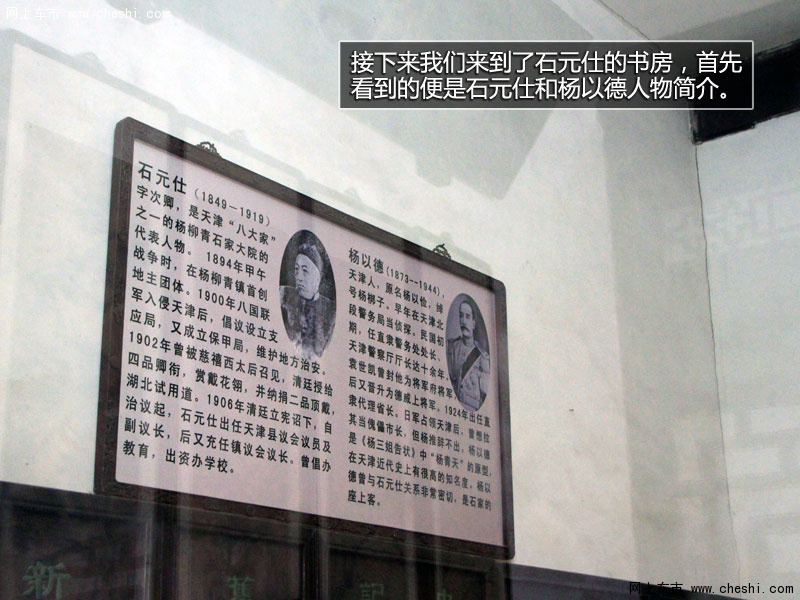 网上车市 www.cheshi.com
接下来我们来到了石元仕的书房，首先
看到的便是石元仕和杨以德人物简介。
石元仕（1849－1919）
字次卿，是天津“八大家”
之一的杨柳青石家大院的
代表人物。1894年甲午
战争时，在杨柳青镇首创
地主团体。1900年八国联
军入侵天津后，倡议设立支
应局，又成立保甲局，维护地方治安。
1902年曾被慈禧西太后召见，清廷授给
四品卿衔，赏戴花翎，并纳捐二品顶戴，
湖北试用道。1906年清廷立宪诏下，自
治议起，石元仕出任天津县议会议员及
副议长，后又充任镇议会议长。曾倡办
教育，出资办学校。
杨以德(1873--1944)，
天津人，原名杨以俭，绰
号杨梆子。早年在天津北
段警务局当侦探，民国初
期，任直隶警务处处长、
天津警察厅厅长达十余年，
袁世凯曾封他为将军府将军
后又晋升为德威上将军，1924年出任直
隶代理省长。日军占领天津后，曾想拉
其当傀儡市长，但杨推辞不出，杨以德
是《杨三姐告状》中“杨青天”的原型，
在天津近代史上有很高的知名度。杨以
德曾与石元仕关系非常密切，是石家的
座上客。
新
其
记
网上车市 www.cheshi.com